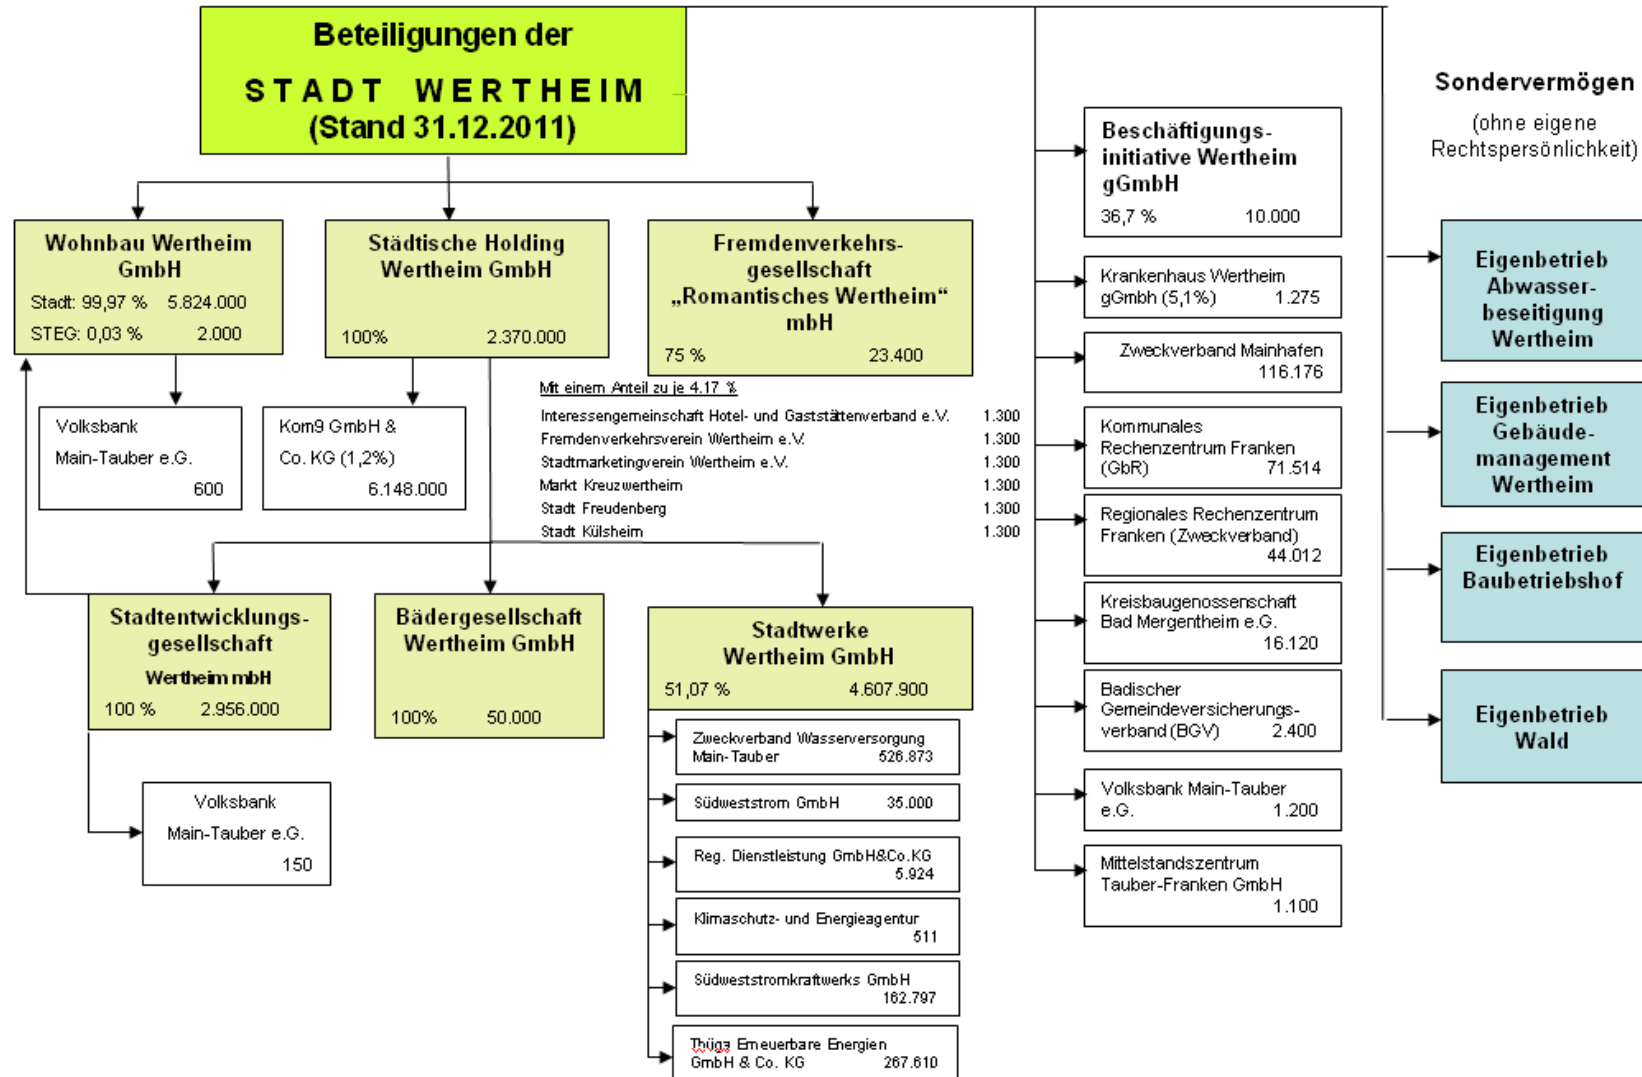 Beteiligungen der
STADT WERTHEIM
(Stand 31.12.2011)
Wohnbau Wertheim
GmbH
Stadt: 99,97 % 5.824.000
STEG: 0,03 % 2.000
Städtische Holding
Wertheim GmbH
100% 2.370.000
Fremdenverkehrs-
gesellschaft
„Romantisches Wertheim“
mbH
75 % 23.400
Volksbank
Main-Tauber e.G.
600
Kom9 GmbH &
Co. KG (1,2%)
6.148.000
Mit einem Anteil zu je 4.17 %
Interessengemeinschaft Hotel- und Gaststättenverband e.V. 1.300
Fremdenverkehrsverein Wertheim e.V. 1.300
Stadtmarketingverein Wertheim e.V. 1.300
Markt Kreuzwertheim 1.300
Stadt Freudenberg 1.300
Stadt Külsheim 1.300
Stadtentwicklungs-
gesellschaft
Wertheim mbH
100 % 2.956.000
Volksbank
Main-Tauber e.G.
150
Bädergesellschaft
Wertheim GmbH
100% 50.000
Stadtwerke
Wertheim GmbH
51,07 % 4.607.900
Zweckverband Wasserversorgung
Main-Tauber 526.873
Südweststrom GmbH 35.000
Reg. Dienstleistung GmbH&Co.KG
5.924
Klimaschutz- und Energieagentur
511
Südweststromkraftwerks GmbH
162.797
Thüga Erneuerbare Energien
GmbH & Co. KG 267.610
Beschäftigungs-
initiative Wertheim
gGmbH
36,7 % 10.000
Krankenhaus Wertheim
gGmbh (5,1%) 1.275
Zweckverband Mainhafen
116.176
Kommunales
Rechenzentrum Franken
(GbR) 71.514
Regionales Rechenzentrum
Franken (Zweckverband)
44.012
Kreisbaugenossenschaft
Bad Mergentheim e.G.
16.120
Badischer
Gemeindeversicherungs-
verband (BGV) 2.400
Volksbank Main-Tauber
e.G. 1.200
Mittelstandszentrum
Tauber-Franken GmbH
1.100
Sondervermögen
(ohne eigene
Rechtspersönlichkeit)
Eigenbetrieb
Abwasser-
beseitigung
Wertheim
Eigenbetrieb
Gebäude-
management
Wertheim
Eigenbetrieb
Baubetriebshof
Eigenbetrieb
Wald